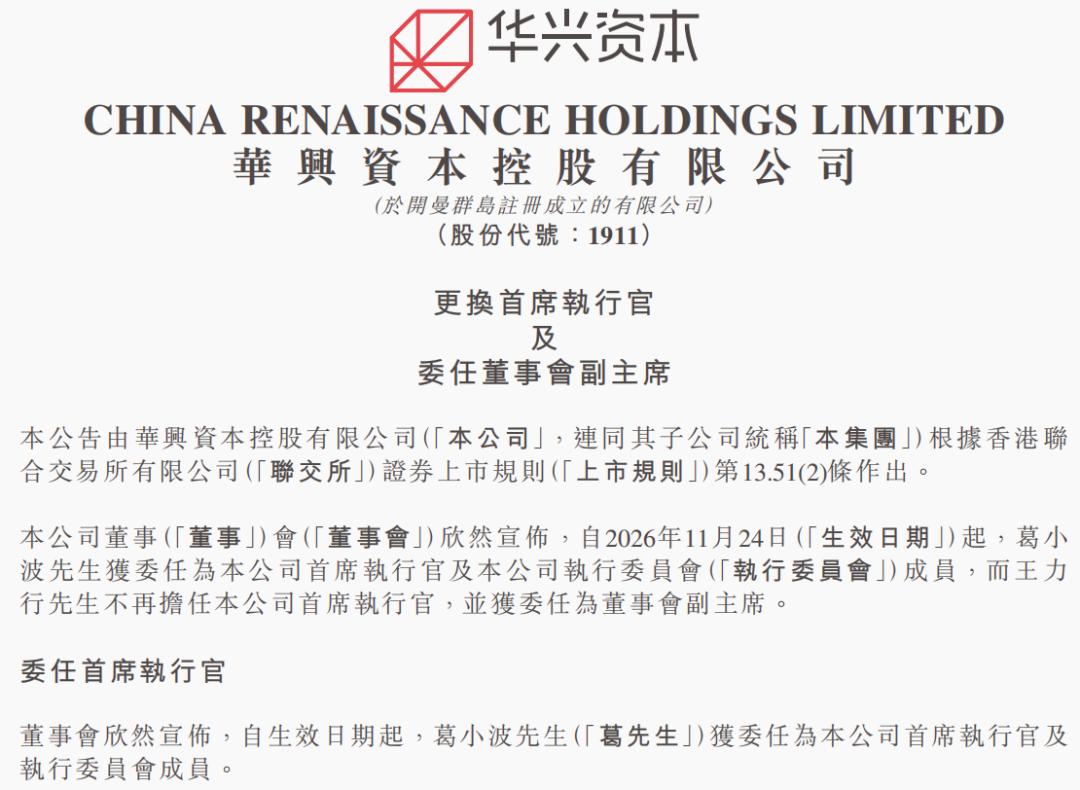 华兴资本
CHINA RENAISSANCE HOLDINGS LIMITED
華興資本控股有限公司
(於開曼群島註冊成立的有限公司)
（股份代號：1911）
更換首席執行官
及
委任董事會副主席
本公告由華興資本控股有限公司(「本公司」，連同其子公司統稱「本集團」)根據香港聯
合交易所有限公司(「聯交所」)證券上市規則(「上市規則」)第13.51(2)條作出。
本公司董事(「董事」)會(「董事會」)欣然宣佈，自2026年11月24日(「生效日期」)起，葛小
波先生獲委任為本公司首席執行官及本公司執行委員會(「執行委員會」)成員，而王力
行先生不再擔任本公司首席執行官，並獲委任為董事會副主席。
委任首席執行官
董事會欣然宣佈，自生效日期起，葛小波先生(「葛先生」)獲委任為本公司首席執行官及
執行委員會成員。